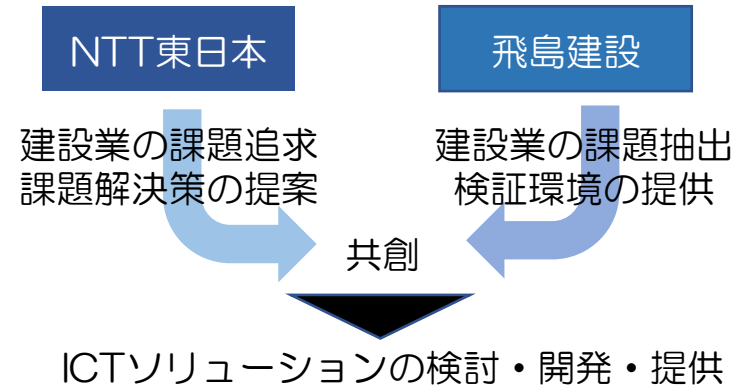 NTT東日本
飛島建設
建設業の課題追求
課題解決策の提案
建設業の課題抽出
検証環境の提供
共創
ICTソリューションの検討・開発・提供